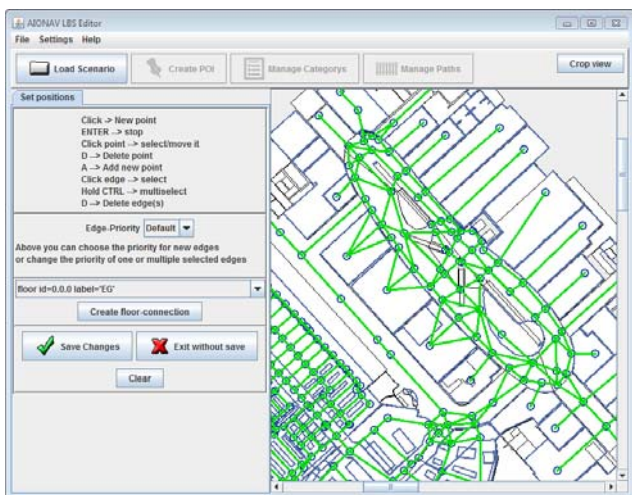 AIONAV LBS Editor
File Settings Help
Load Scenario Create POI Manage Categorys Manage Paths Crop view
Set positions
Click -> New point
ENTER --> stop
Click point --> select/move it
D --> Delete point
A --> Add new point
Click edge --> select
Hold CTRL --> multiselect
D --> Delete edge(s)
Edge-Priority Default
Above you can choose the priority for new edges
or change the priority of one or multiple selected edges
floor id=0.0.0 label='EG'
Create floor-connection
Save Changes Exit without save
Clear